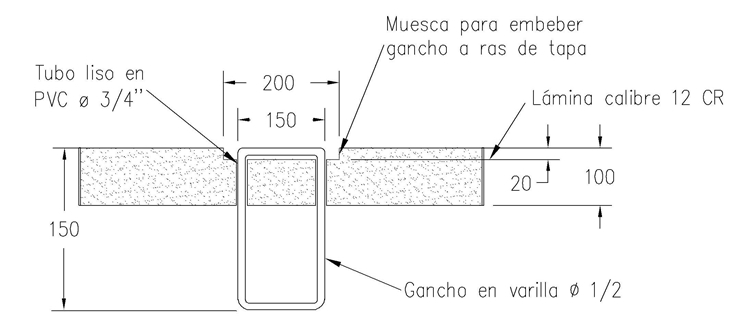 Muesca para embeber
gancho a ras de tapa
Tubo liso en
PVC ø 3/4"
200
150
Lámina calibre 12 CR
20
100
150
Gancho en varilla Ø 1/2